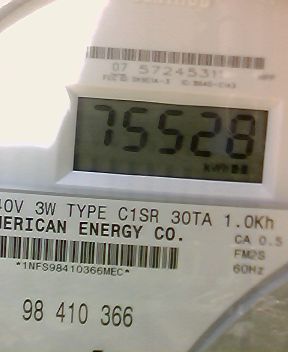 07 5724531
75528
kWh
40V 3W TYPE C1SR 30TA 1.0Kh
MERICAN ENERGY CO.
CA 0.5
FM2S
60Hz
*1NFS98410366MEC*
98 410 366